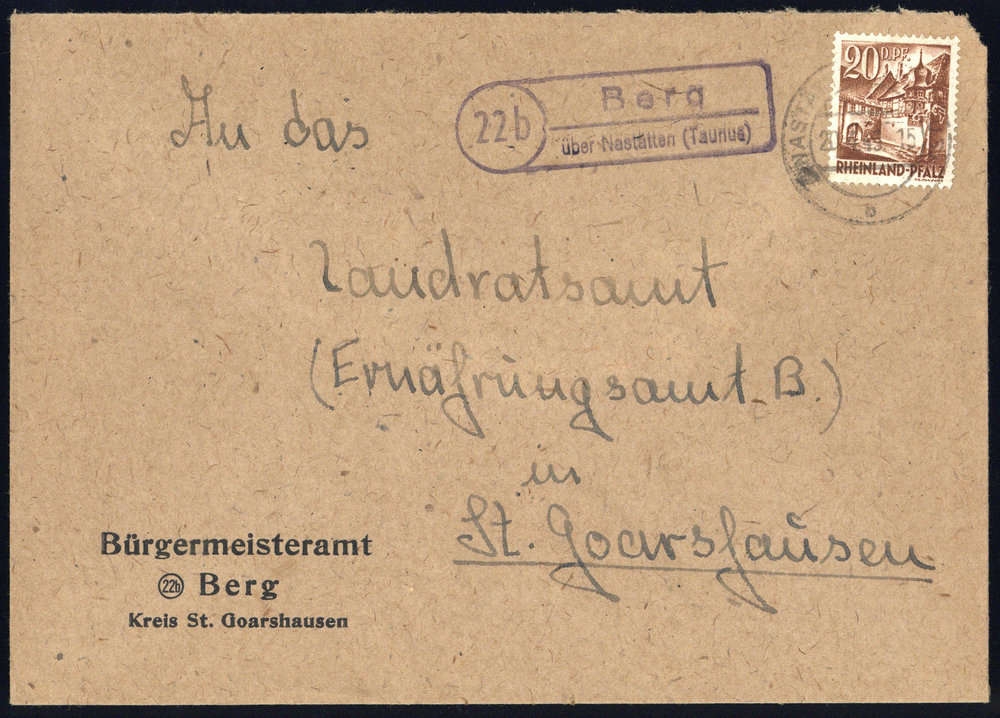 An das
22b
Berg
über Nastätten (Taunus)
20 D.PF.
RHEINLAND-PFALZ
b
Landratsamt
(Ernährungsamt B.)
in
St. Goarshausen
Bürgermeisteramt
22b Berg
Kreis St. Goarshausen